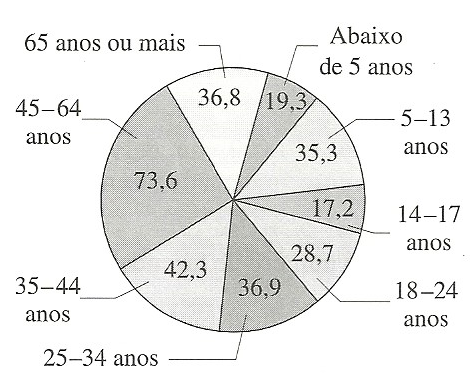 65 anos ou mais
Abaixo
de 5 anos
36,8
19,3
45–64
anos
5–13
anos
35,3
73,6
17,2
14–17
anos
28,7
42,3
36,9
35–44
anos
18–24
anos
25–34 anos